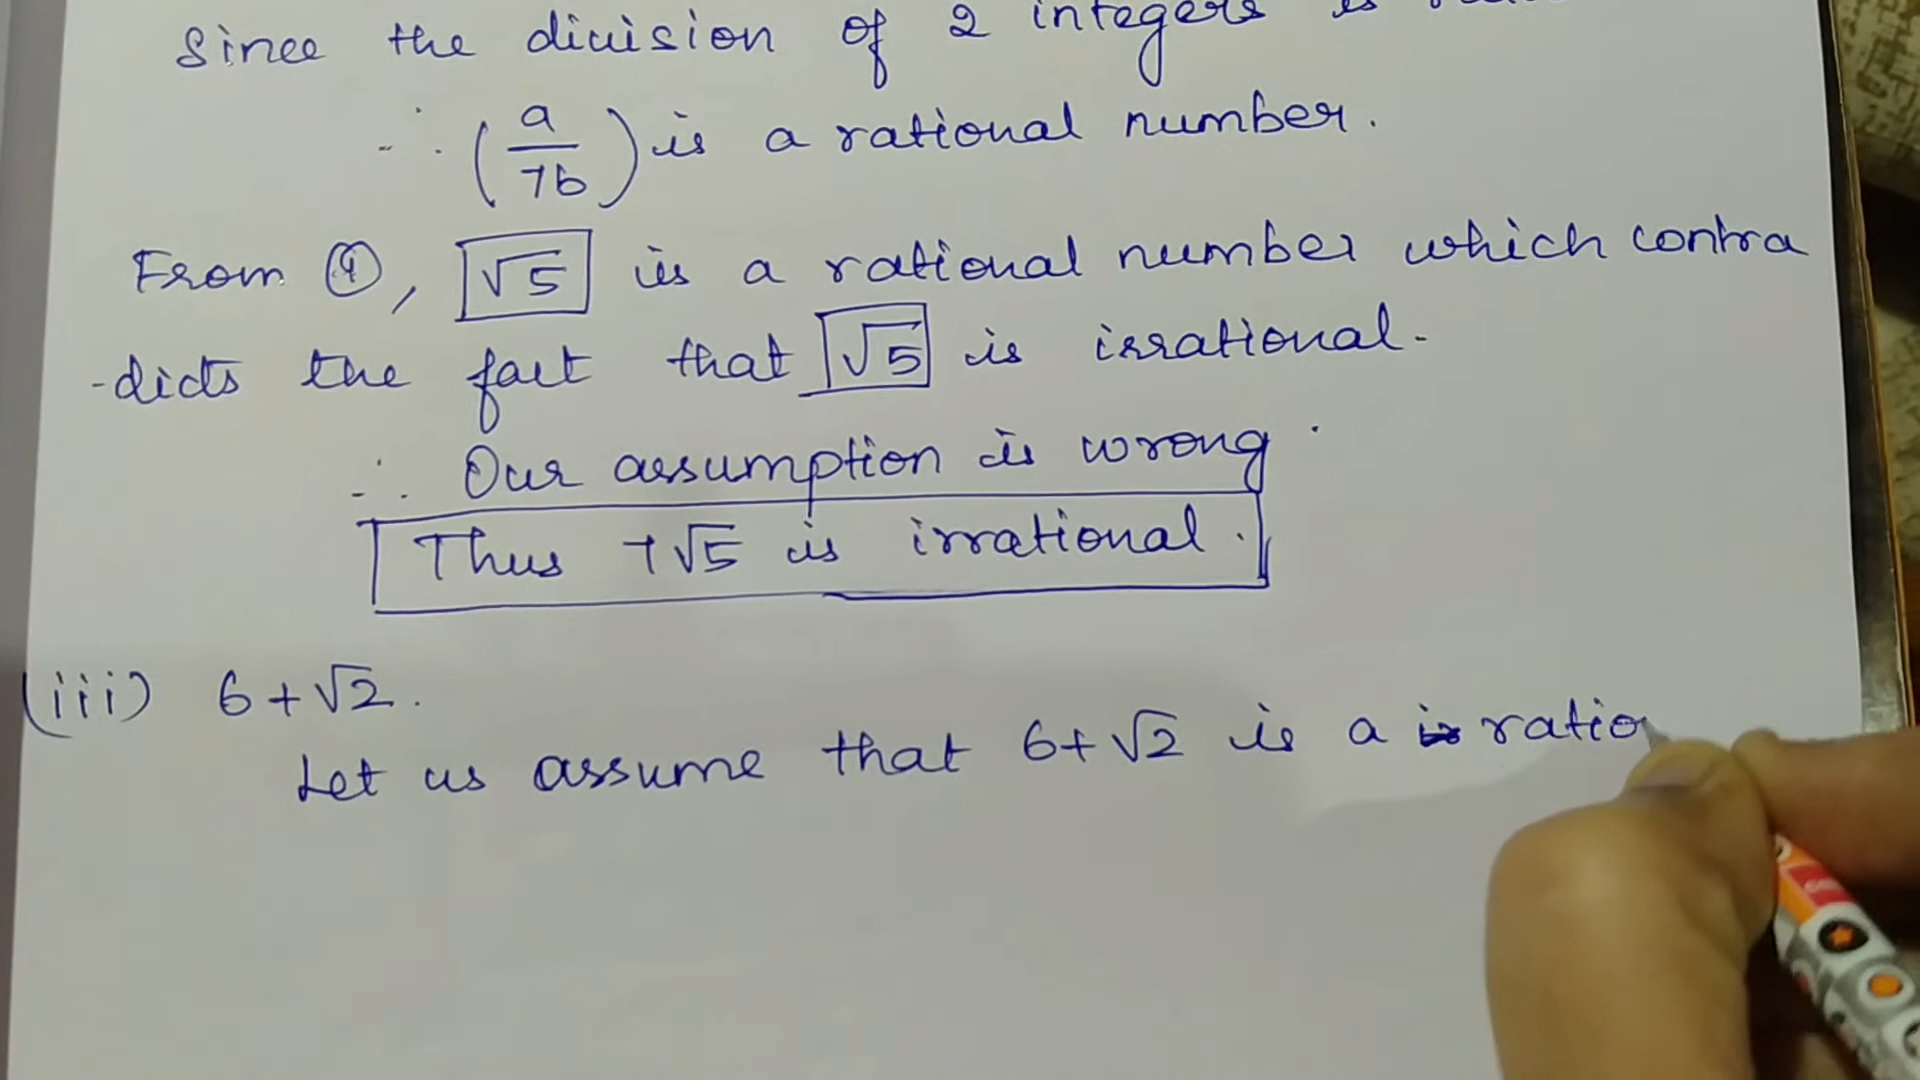 Since the division of 2 integers is
∴ (a/7b) is a rational number.
From ④, √5 is a rational number which contra
-dicts the fact that √5 is irrational.
∴ Our assumption is wrong.
Thus 7√5 is irrational.
(iii) 6+√2.
Let us assume that 6+√2 is a ratio